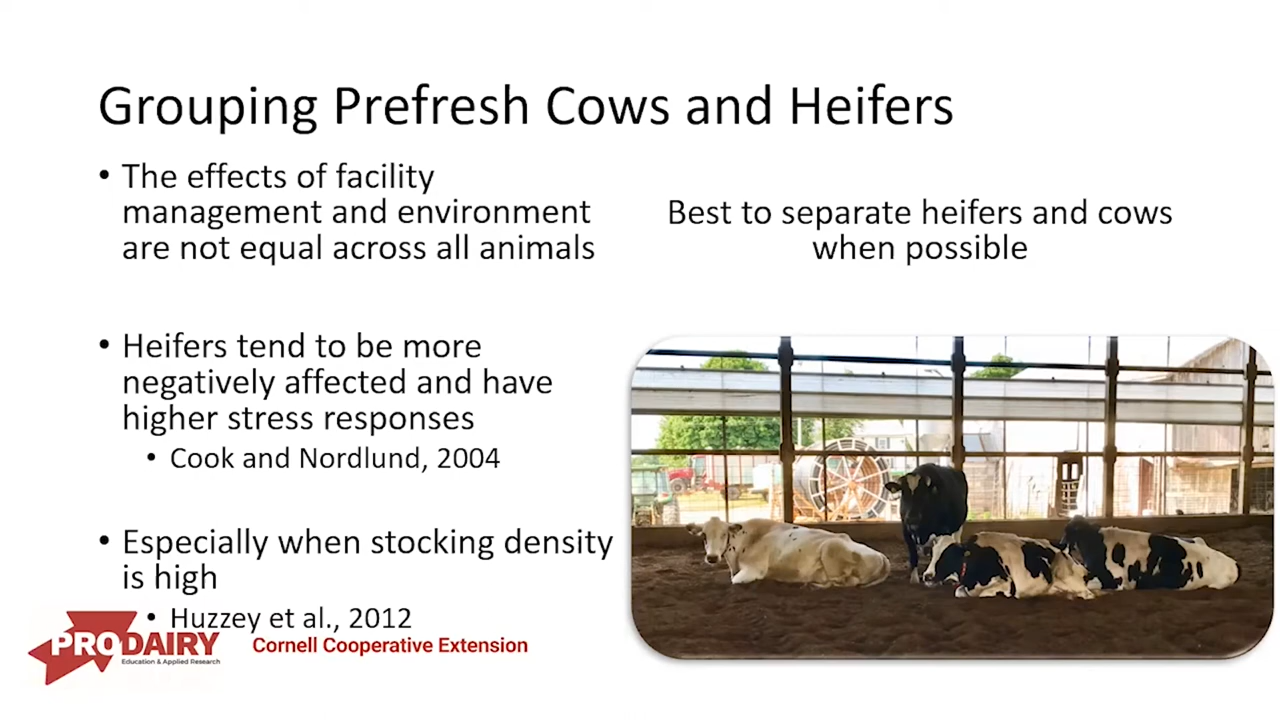 Grouping Prefresh Cows and Heifers
• The effects of facility
management and environment
are not equal across all animals
Best to separate heifers and cows
when possible
• Heifers tend to be more
negatively affected and have
higher stress responses
• Cook and Nordlund, 2004
• Especially when stocking density
is high
• Huzzey et al., 2012
PRODAIRY
Education & Applied Research
Cornell Cooperative Extension